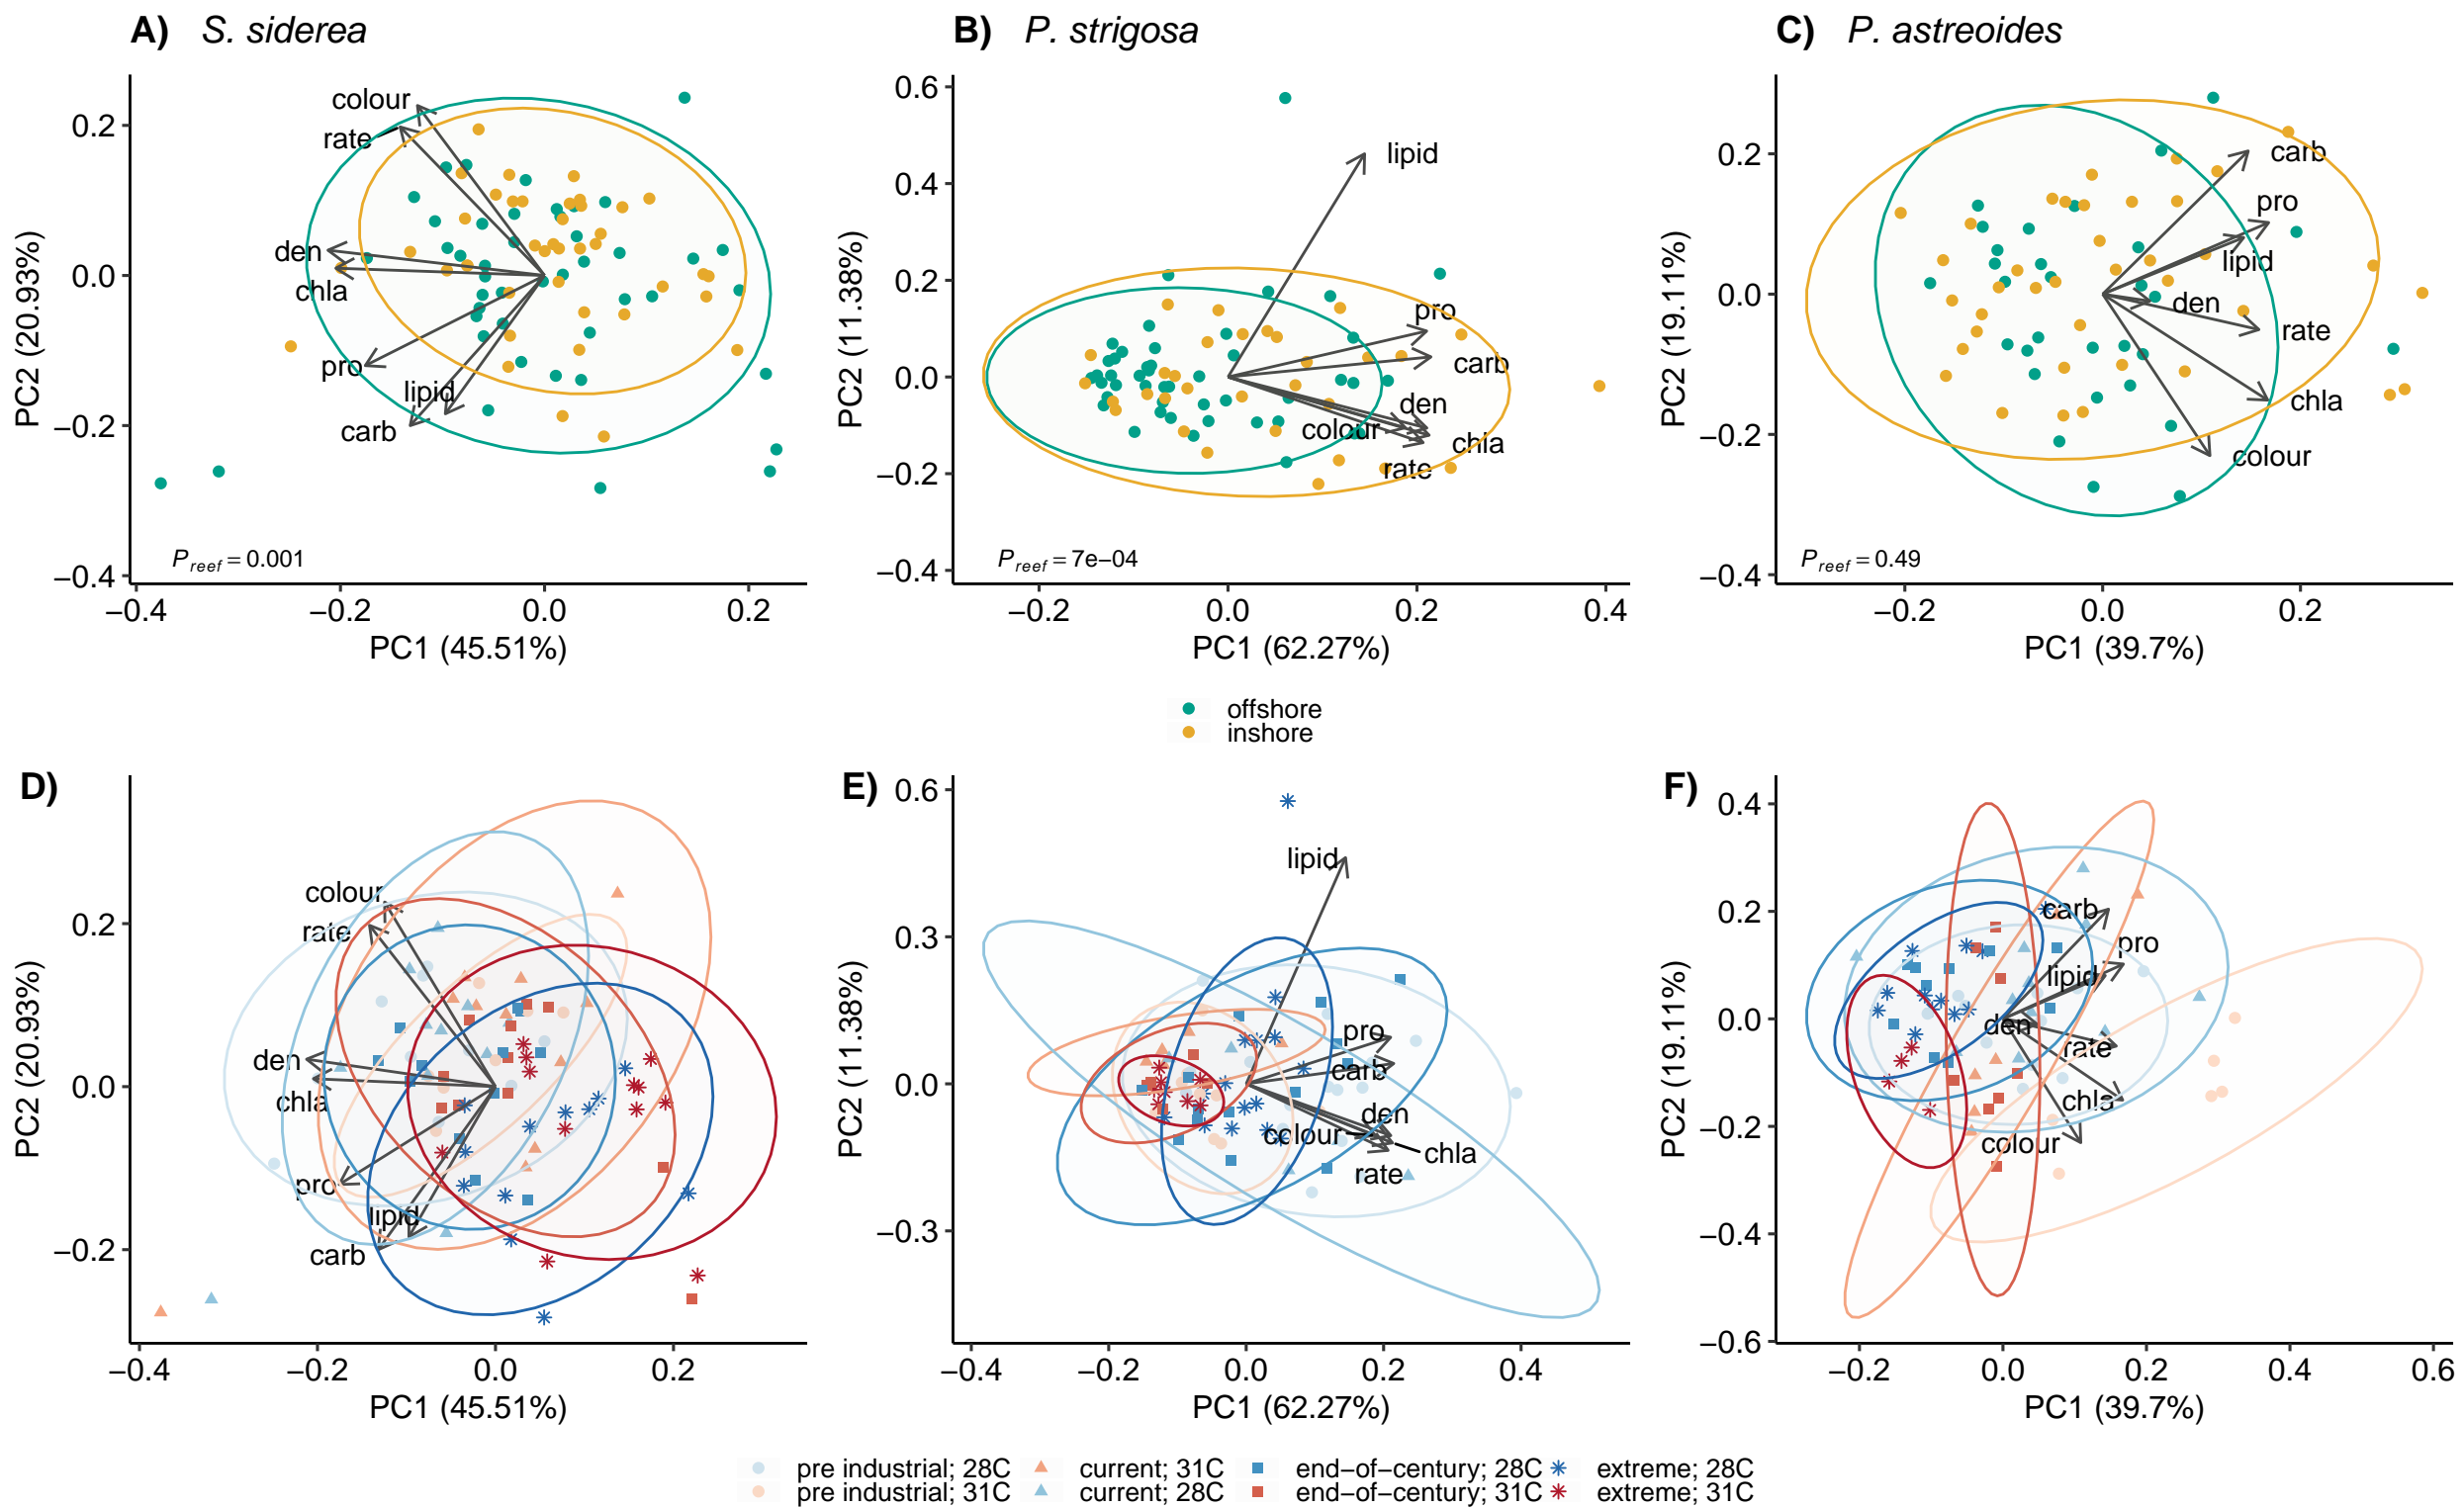 A) S. siderea
B) P. strigosa
C) P. astreoides
PC2 (20.93%)
0.2
0.0
−0.2
−0.4
colour
rate
den
chla
pro
lipid
carb
Preef = 0.001
−0.4 −0.2 0.0 0.2
PC1 (45.51%)
PC2 (11.38%)
0.6
0.4
0.2
0.0
−0.2
−0.4
lipid
pro
carb
den
colour
chla
rate
Preef = 7e−04
−0.2 0.0 0.2 0.4
PC1 (62.27%)
PC2 (19.11%)
0.2
0.0
−0.2
−0.4
carb
pro
lipid
den
rate
chla
colour
Preef = 0.49
−0.2 0.0 0.2
PC1 (39.7%)
offshore
inshore
D)
PC2 (20.93%)
0.2
0.0
−0.2
colour
rate
den
chla
pro
lipid
carb
−0.4 −0.2 0.0 0.2
PC1 (45.51%)
E)
PC2 (11.38%)
0.6
0.3
0.0
−0.3
lipid
pro
carb
den
colour
chla
rate
−0.4 −0.2 0.0 0.2 0.4
PC1 (62.27%)
F)
PC2 (19.11%)
0.4
0.2
0.0
−0.2
−0.4
−0.6
carb
pro
lipid
den
rate
chla
colour
−0.2 0.0 0.2 0.4 0.6
PC1 (39.7%)
pre industrial; 28C current; 31C end−of−century; 28C extreme; 28C
pre industrial; 31C current; 28C end−of−century; 31C extreme; 31C